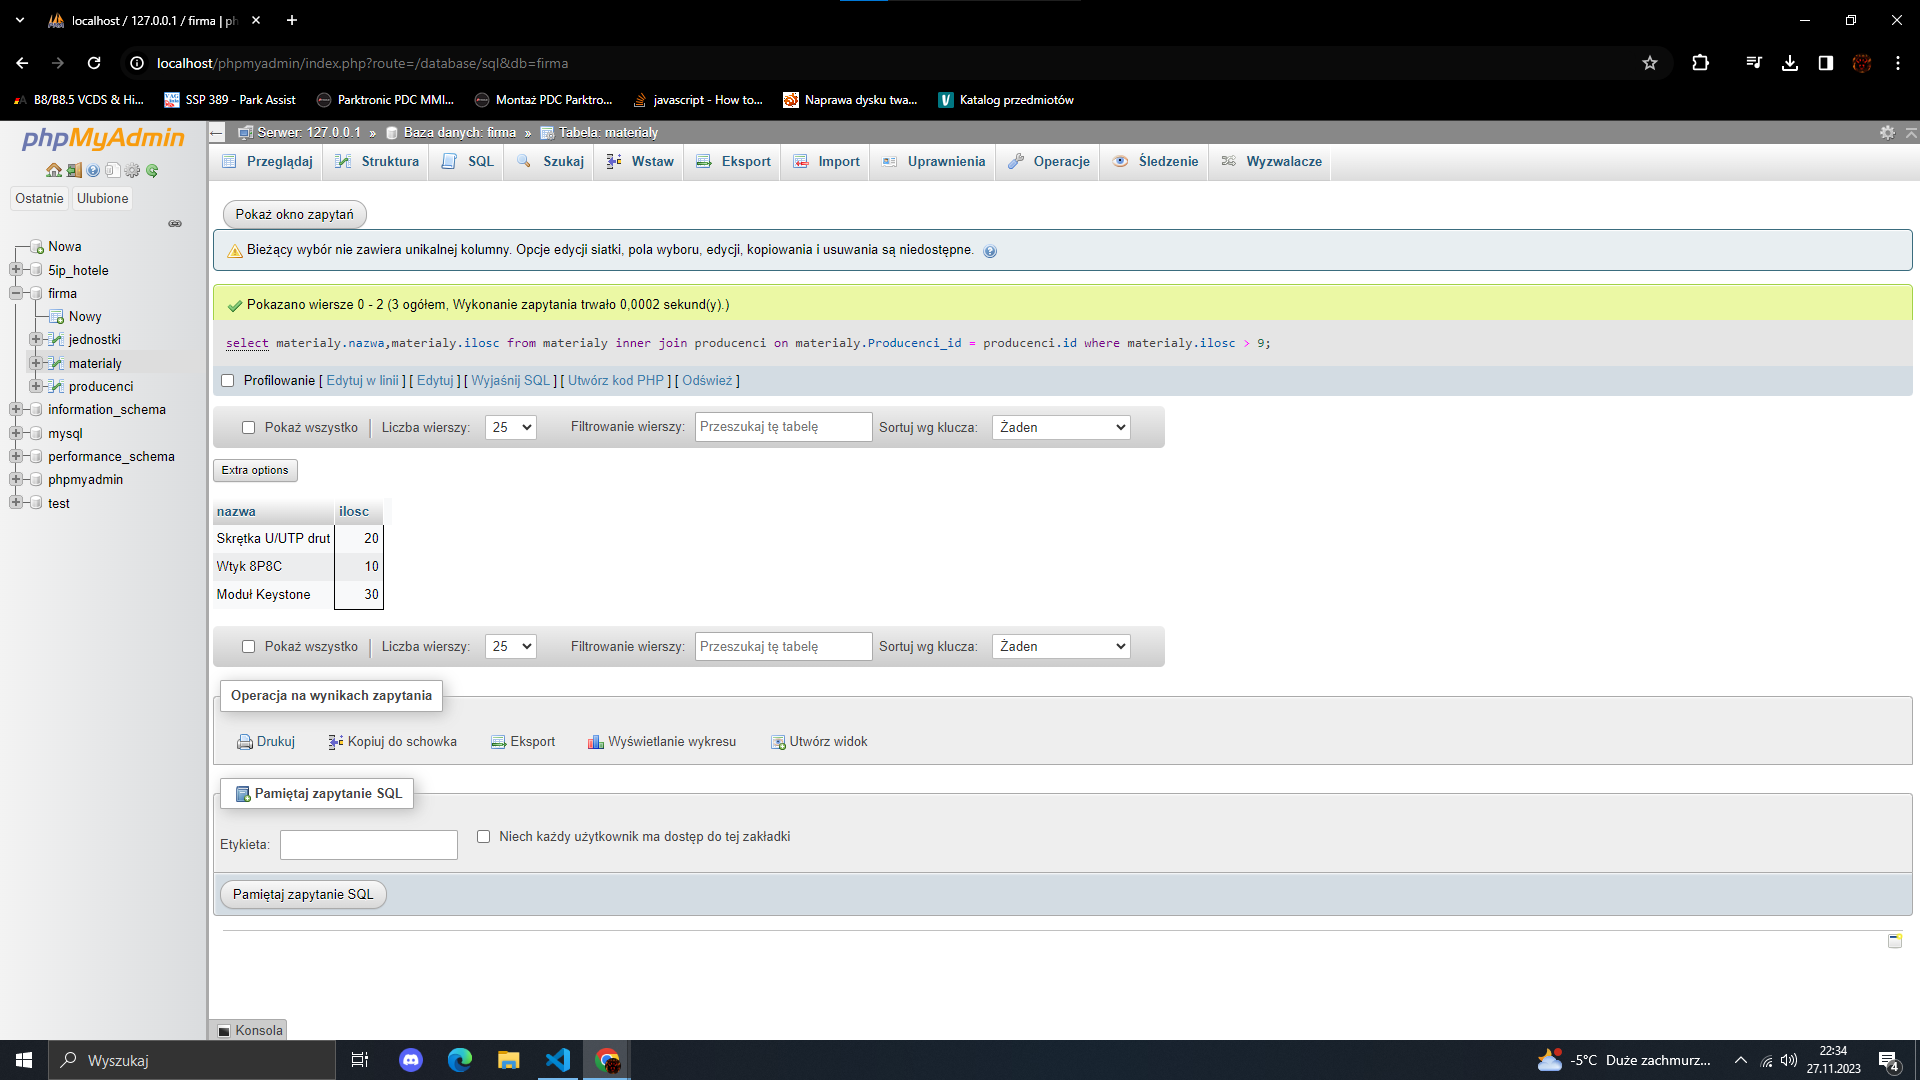 localhost / 127.0.0.1 / firma | ph
localhost/phpmyadmin/index.php?route=/database/sql&db=firma
B8/B8.5 VCDS & Hi...
SSP 389 - Park Assist
Parktronic PDC MMI...
Montaż PDC Parktro...
javascript - How to...
Naprawa dysku twa...
Katalog przedmiotów
phpMyAdmin
Ostatnie
Ulubione
Nowa
5ip_hotele
firma
Nowy
jednostki
materialy
producenci
information_schema
mysql
performance_schema
phpmyadmin
test
Serwer: 127.0.0.1 » Baza danych: firma » Tabela: materialy
Przeglądaj
Struktura
SQL
Szukaj
Wstaw
Eksport
Import
Uprawnienia
Operacje
Śledzenie
Wyzwalacze
Pokaż okno zapytań
Bieżący wybór nie zawiera unikalnej kolumny. Opcje edycji siatki, pola wyboru, edycji, kopiowania i usuwania są niedostępne.
Pokazano wiersze 0 - 2 (3 ogółem, Wykonanie zapytania trwało 0,0002 sekund(y).)
select materialy.nazwa,materialy.ilosc from materialy inner join producenci on materialy.Producenci_id = producenci.id where materialy.ilosc > 9;
Profilowanie [ Edytuj w linii ] [ Edytuj ] [ Wyjaśnij SQL ] [ Utwórz kod PHP ] [ Odśwież ]
Pokaż wszystko | Liczba wierszy: 25 Filtrowanie wierszy: Przeszukaj tę tabelę Sortuj wg klucza: Żaden
Extra options
nazwa ilosc
Skrętka U/UTP drut 20
Wtyk 8P8C 10
Moduł Keystone 30
Pokaż wszystko | Liczba wierszy: 25 Filtrowanie wierszy: Przeszukaj tę tabelę Sortuj wg klucza: Żaden
Operacja na wynikach zapytania
Drukuj
Kopiuj do schowka
Eksport
Wyświetlanie wykresu
Utwórz widok
Pamiętaj zapytanie SQL
Etykieta:
Niech każdy użytkownik ma dostęp do tej zakładki
Pamiętaj zapytanie SQL
Konsola
Wyszukaj
-5°C Duże zachmurz...
22:34
27.11.2023
4